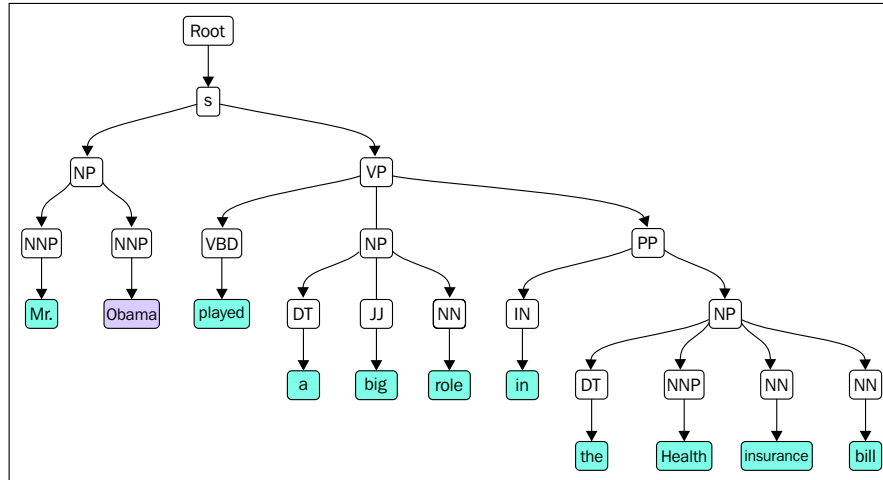 Root
s
NP VP
NNP NNP VBD NP PP
Mr. Obama played DT JJ NN IN NP
a big role in DT NNP NN NN
the Health insurance bill